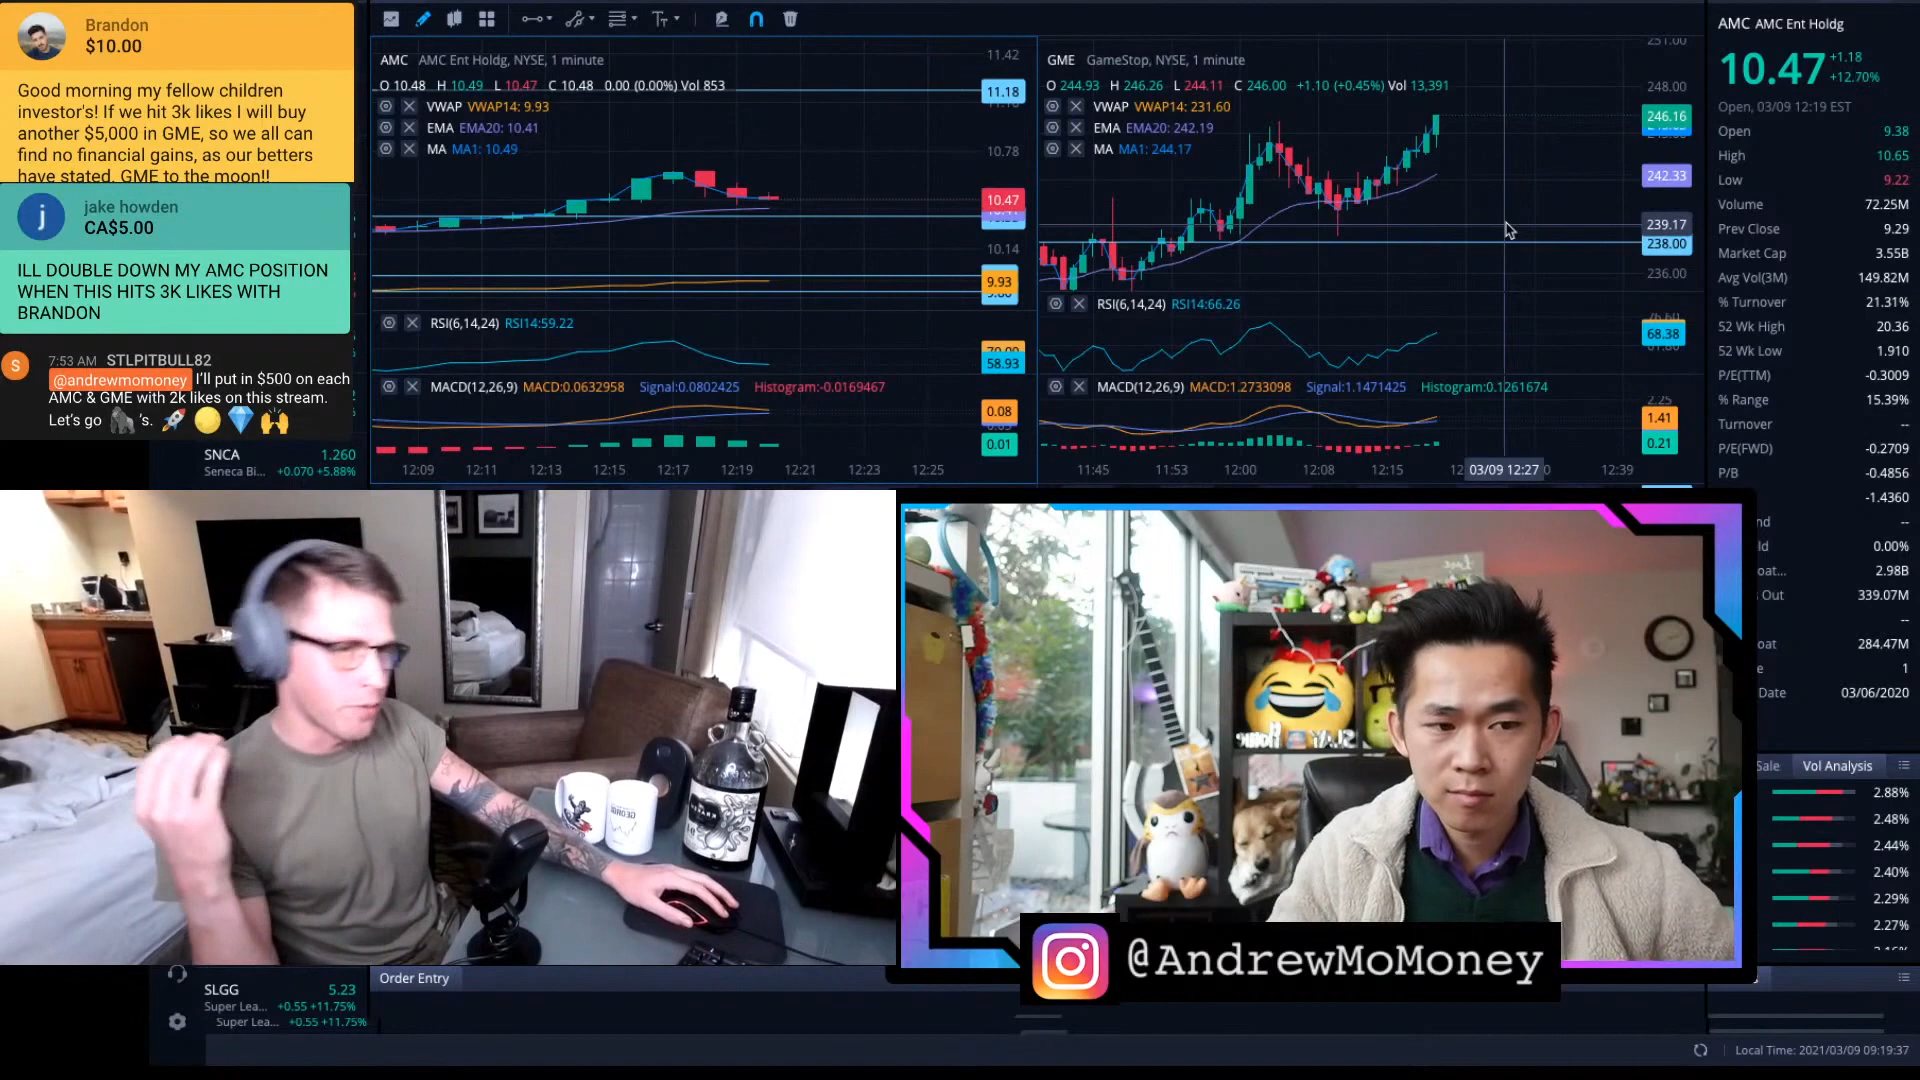 Brandon
$10.00
Good morning my fellow children
investor's! If we hit 3k likes I will buy
another $5,000 in GME, so we all can
find no financial gains, as our betters
have stated. GME to the moon!!
jake howden
CA$5.00
ILL DOUBLE DOWN MY AMC POSITION
WHEN THIS HITS 3K LIKES WITH
BRANDON
7:53 AM STLPITBULL82
@andrewmomoney I'll put in $500 on each
AMC & GME with 2k likes on this stream.
Let's go 's.
SNCA 1.260
Seneca Bi... +0.070 +5.88%
AMC AMC Ent Holdg, NYSE, 1 minute
O 10.48 H 10.49 L 10.47 C 10.48 0.00 (0.00%) Vol 853
VWAP VWAP14: 9.93
EMA EMA20: 10.41
MA MA1: 10.49
11.42
11.18
10.78
10.47
10.14
9.93
RSI(6,14,24) RSI14:59.22
58.93
MACD(12,26,9) MACD:0.0632958 Signal:0.0802425 Histogram:-0.0169467
0.08
0.01
12:09 12:11 12:13 12:15 12:17 12:19 12:21 12:23 12:25
GME GameStop, NYSE, 1 minute
O 244.93 H 246.26 L 244.11 C 246.00 +1.10 (+0.45%) Vol 13,391
VWAP VWAP14: 231.60
EMA EMA20: 242.19
MA MA1: 244.17
251.00
248.00
246.16
242.33
239.17
238.00
236.00
RSI(6,14,24) RSI14:66.26
68.38
MACD(12,26,9) MACD:1.2733098 Signal:1.1471425 Histogram:0.1261674
2.25
1.41
0.21
11:45 11:53 12:00 12:08 12:15 03/09 12:27 12:39
AMC AMC Ent Holdg
10.47 +1.18
+12.70%
Open, 03/09 12:19 EST
Open 9.38
High 10.65
Low 9.22
Volume 72.25M
Prev Close 9.29
Market Cap 3.55B
Avg Vol(3M) 149.82M
% Turnover 21.31%
52 Wk High 20.36
52 Wk Low 1.910
P/E(TTM) -0.3009
% Range 15.39%
Turnover --
P/E(FWD) -0.2709
P/B -0.4856
-1.4360
nd --
ld 0.00%
oat... 2.98B
Out 339.07M
--
oat 284.47M
e 1
Date 03/06/2020
Sale Vol Analysis
2.88%
2.48%
2.44%
2.40%
2.29%
2.27%
@AndrewMoMoney
SLGG 5.23
Super Lea... +0.55 +11.75%
Super Lea... +0.55 +11.75%
Order Entry
Local Time: 2021/03/09 09:19:37